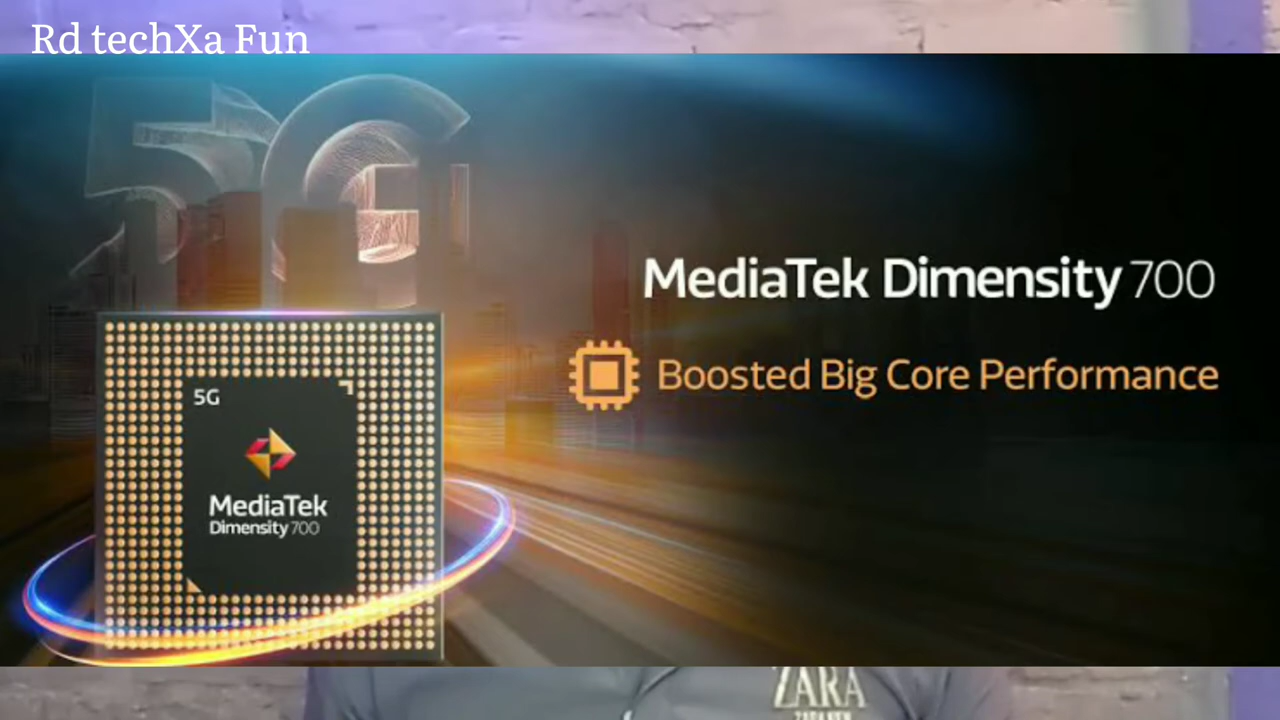 Rd techXa Fun
5G
MediaTek Dimensity 700
Boosted Big Core Performance
5G
MediaTek
Dimensity 700
ZARA